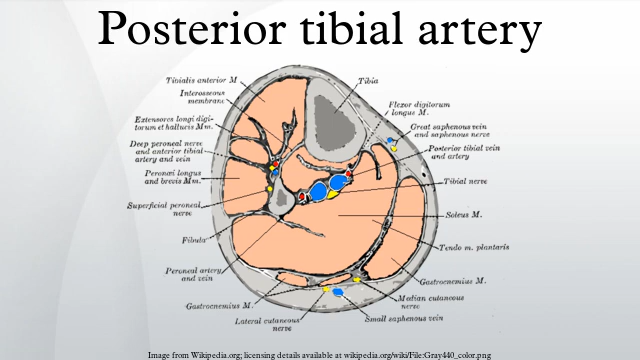 Posterior tibial artery
Tibialis anterior M
Interosseous
membrane
Extensores longi digi-
torum et hallucis Mm.
Deep peroneal nerve
and anterior tibial
artery and vein
Peronæi longus
and brevis Mm.
Superficial peroneal
nerve
Fibula
Peroneal artery
and vein
Gastrocnemius M.
Lateral cutaneous
nerve
Tibia
Flexor digitorum
longus M.
Great saphenous vein
and saphenous nerve
Posterior tibial vein
and artery
Tibial nerve
Soleus M.
Tendo m. plantaris
Gastrocnemius M.
Median cutaneous
nerve
Small saphenous vein
Image from Wikipedia.org; licensing details available at wikipedia.org/wiki/File:Gray440_color.png